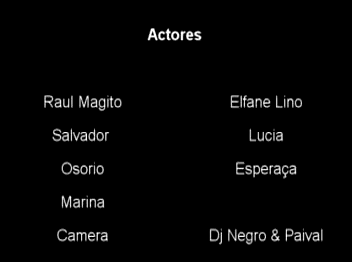 Actores
Raul Magito Elfane Lino
Salvador Lucia
Osorio Esperaça
Marina
Camera Dj Negro & Paival